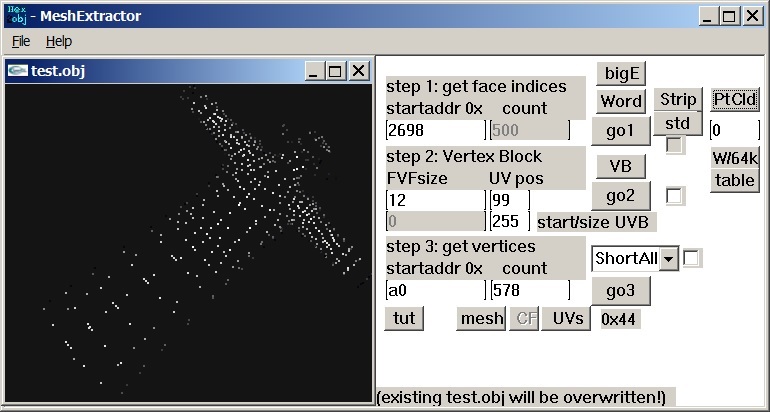 Hex
obj - MeshExtractor
File Help
test.obj
step 1: get face indices
startaddr 0x count
2698 500
bigE
Word
go1
Strip
std
PtCld
0
W/64k
table
step 2: Vertex Block
FVFsize UV pos
12 99
0 255 start/size UVB
VB
go2
step 3: get vertices
startaddr 0x count
a0 578
ShortAll
go3
tut mesh CF UVs 0x44
(existing test.obj will be overwritten!)